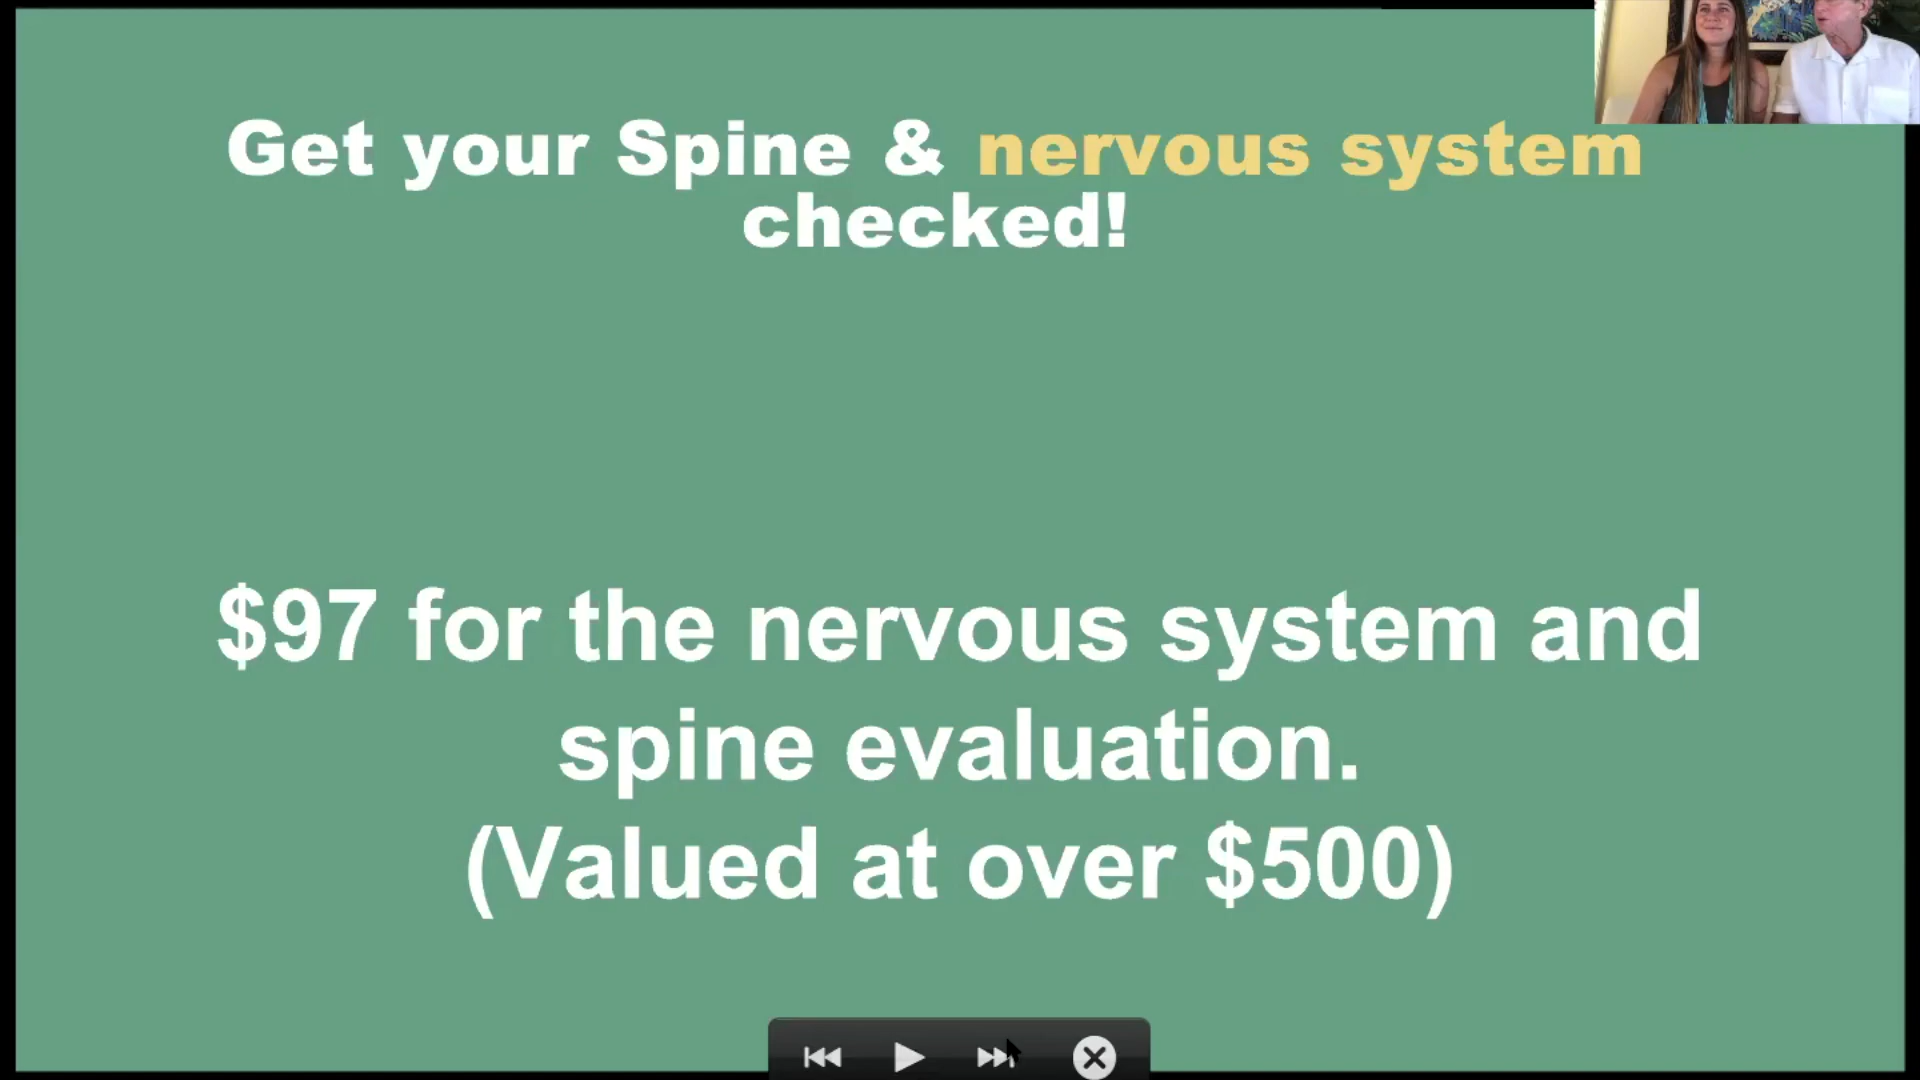 Get your Spine & nervous system
checked!
$97 for the nervous system and
spine evaluation.
(Valued at over $500)